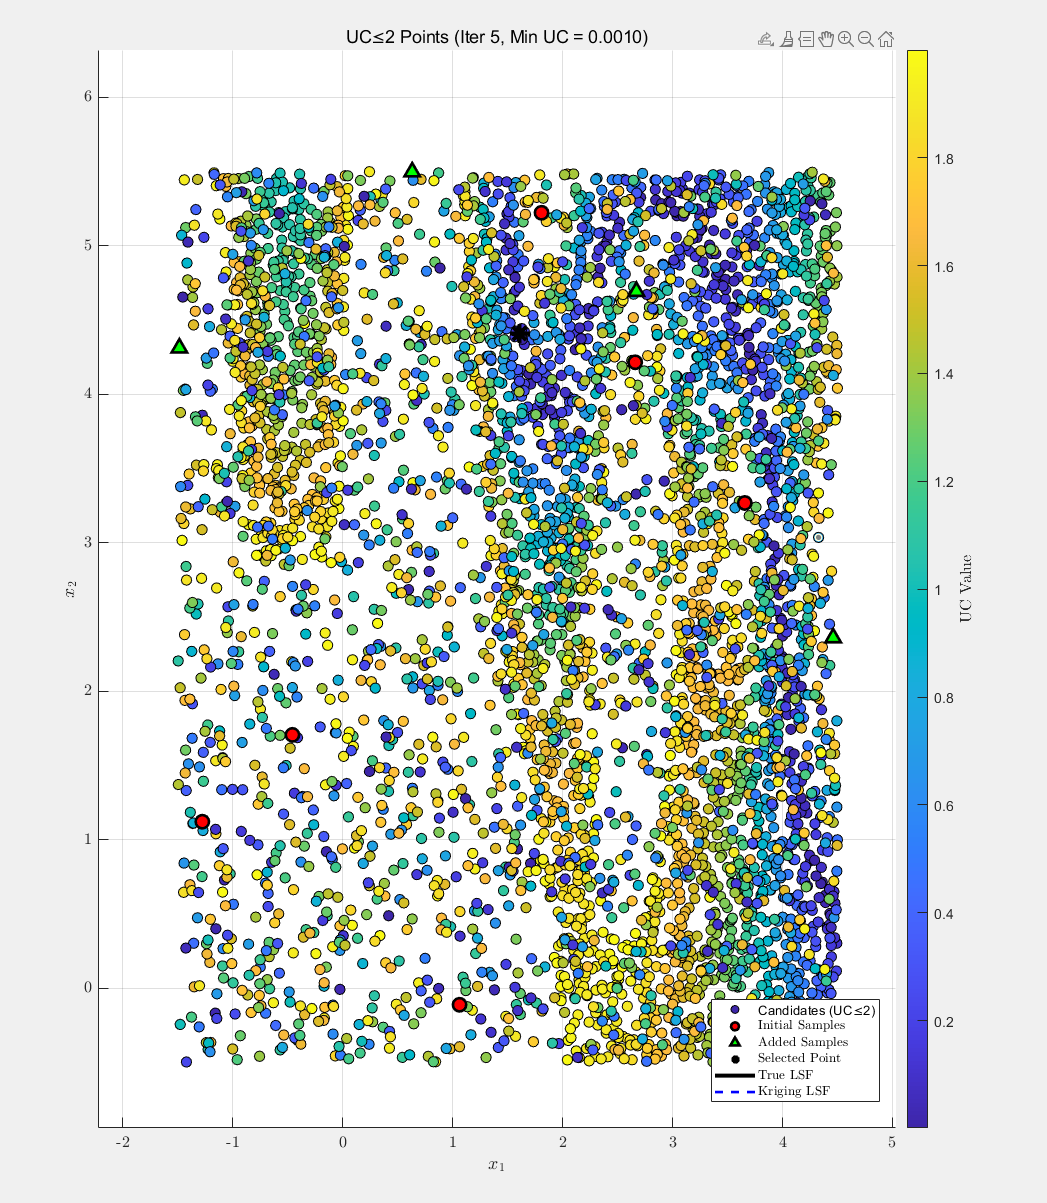 UC≤2 Points (Iter 5, Min UC = 0.0010)
6
5
4
3
2
1
0
x₂
-2
-1
0
1
2
3
4
5
x₁
Candidates (UC≤2)
Initial Samples
Added Samples
Selected Point
True LSF
Kriging LSF
1.8
1.6
1.4
1.2
1
0.8
0.6
0.4
0.2
UC Value